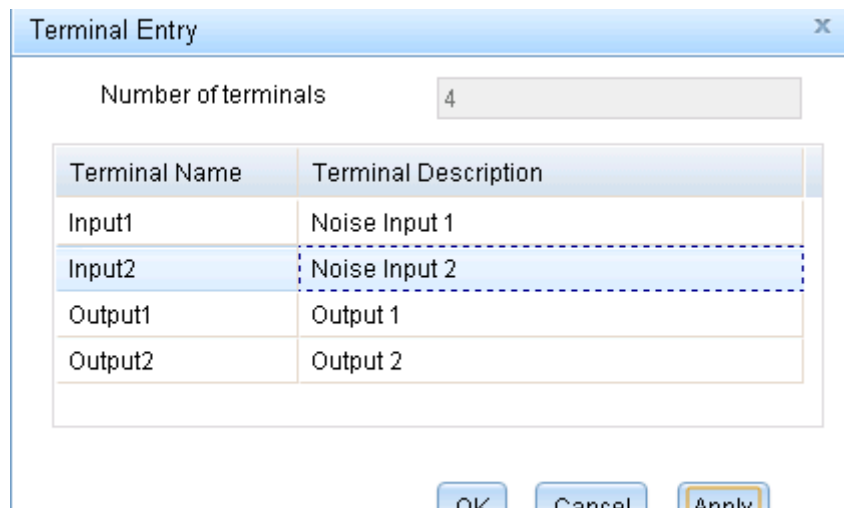 Terminal Entry x
Number of terminals 4
Terminal Name Terminal Description
Input1 Noise Input 1
Input2 Noise Input 2
Output1 Output 1
Output2 Output 2
OK Cancel Apply